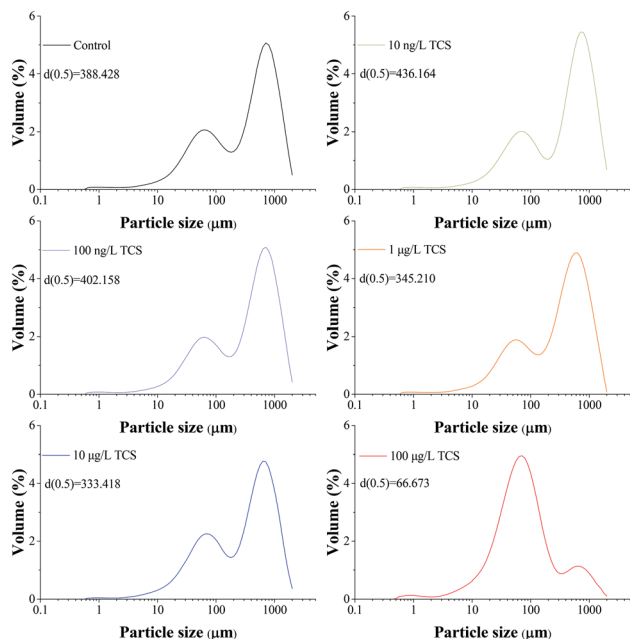 6
4
2
0
Volume (%)
Control
d(0.5)=388.428
0.1 1 10 100 1000
Particle size (μm)
6
4
2
0
Volume (%)
10 ng/L TCS
d(0.5)=436.164
0.1 1 10 100 1000
Particle size (μm)
6
4
2
0
Volume (%)
100 ng/L TCS
d(0.5)=402.158
0.1 1 10 100 1000
Particle size (μm)
6
4
2
0
Volume (%)
1 μg/L TCS
d(0.5)=345.210
0.1 1 10 100 1000
Particle size (μm)
6
4
2
0
Volume (%)
10 μg/L TCS
d(0.5)=333.418
0.1 1 10 100 1000
Particle size (μm)
6
4
2
0
Volume (%)
100 μg/L TCS
d(0.5)=66.673
0.1 1 10 100 1000
Particle size (μm)